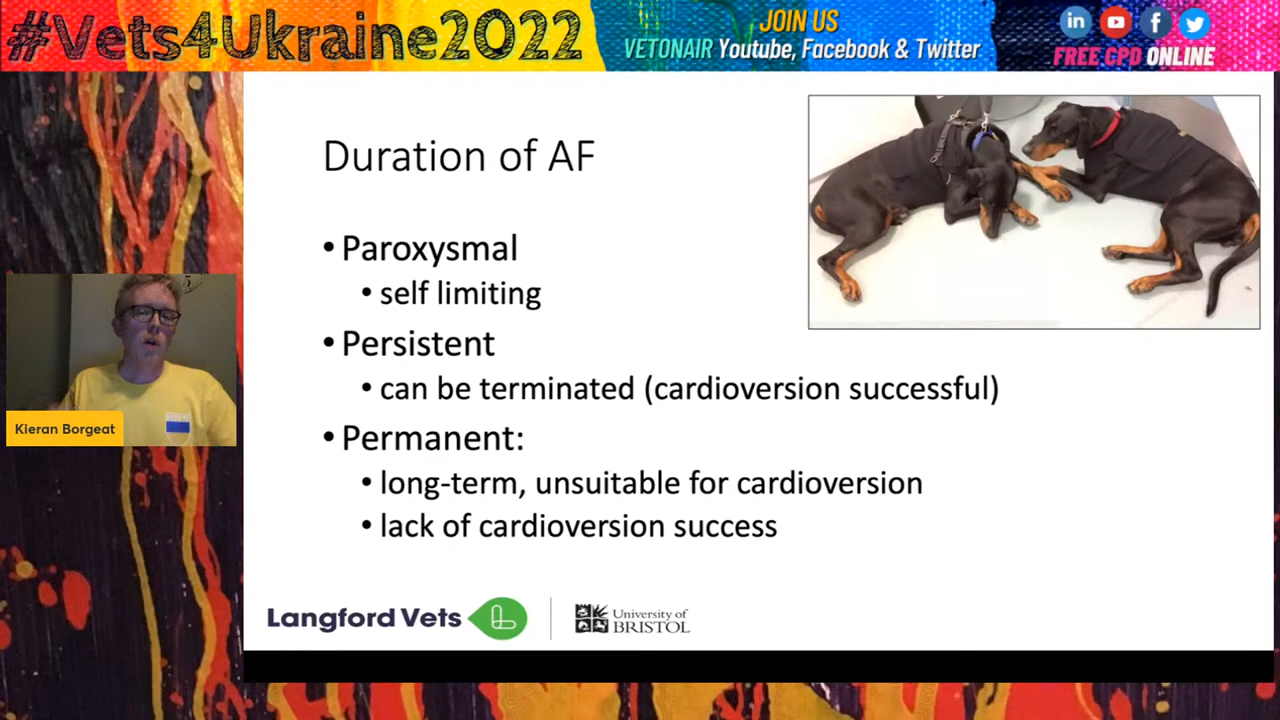 #Vets4Ukraine2022
JOIN US
VETONAIR Youtube, Facebook & Twitter
FREE CPD ONLINE
Duration of AF
• Paroxysmal
• self limiting
• Persistent
• can be terminated (cardioversion successful)
• Permanent:
• long-term, unsuitable for cardioversion
• lack of cardioversion success
Kieran Borgeat
Langford Vets
University of
BRISTOL